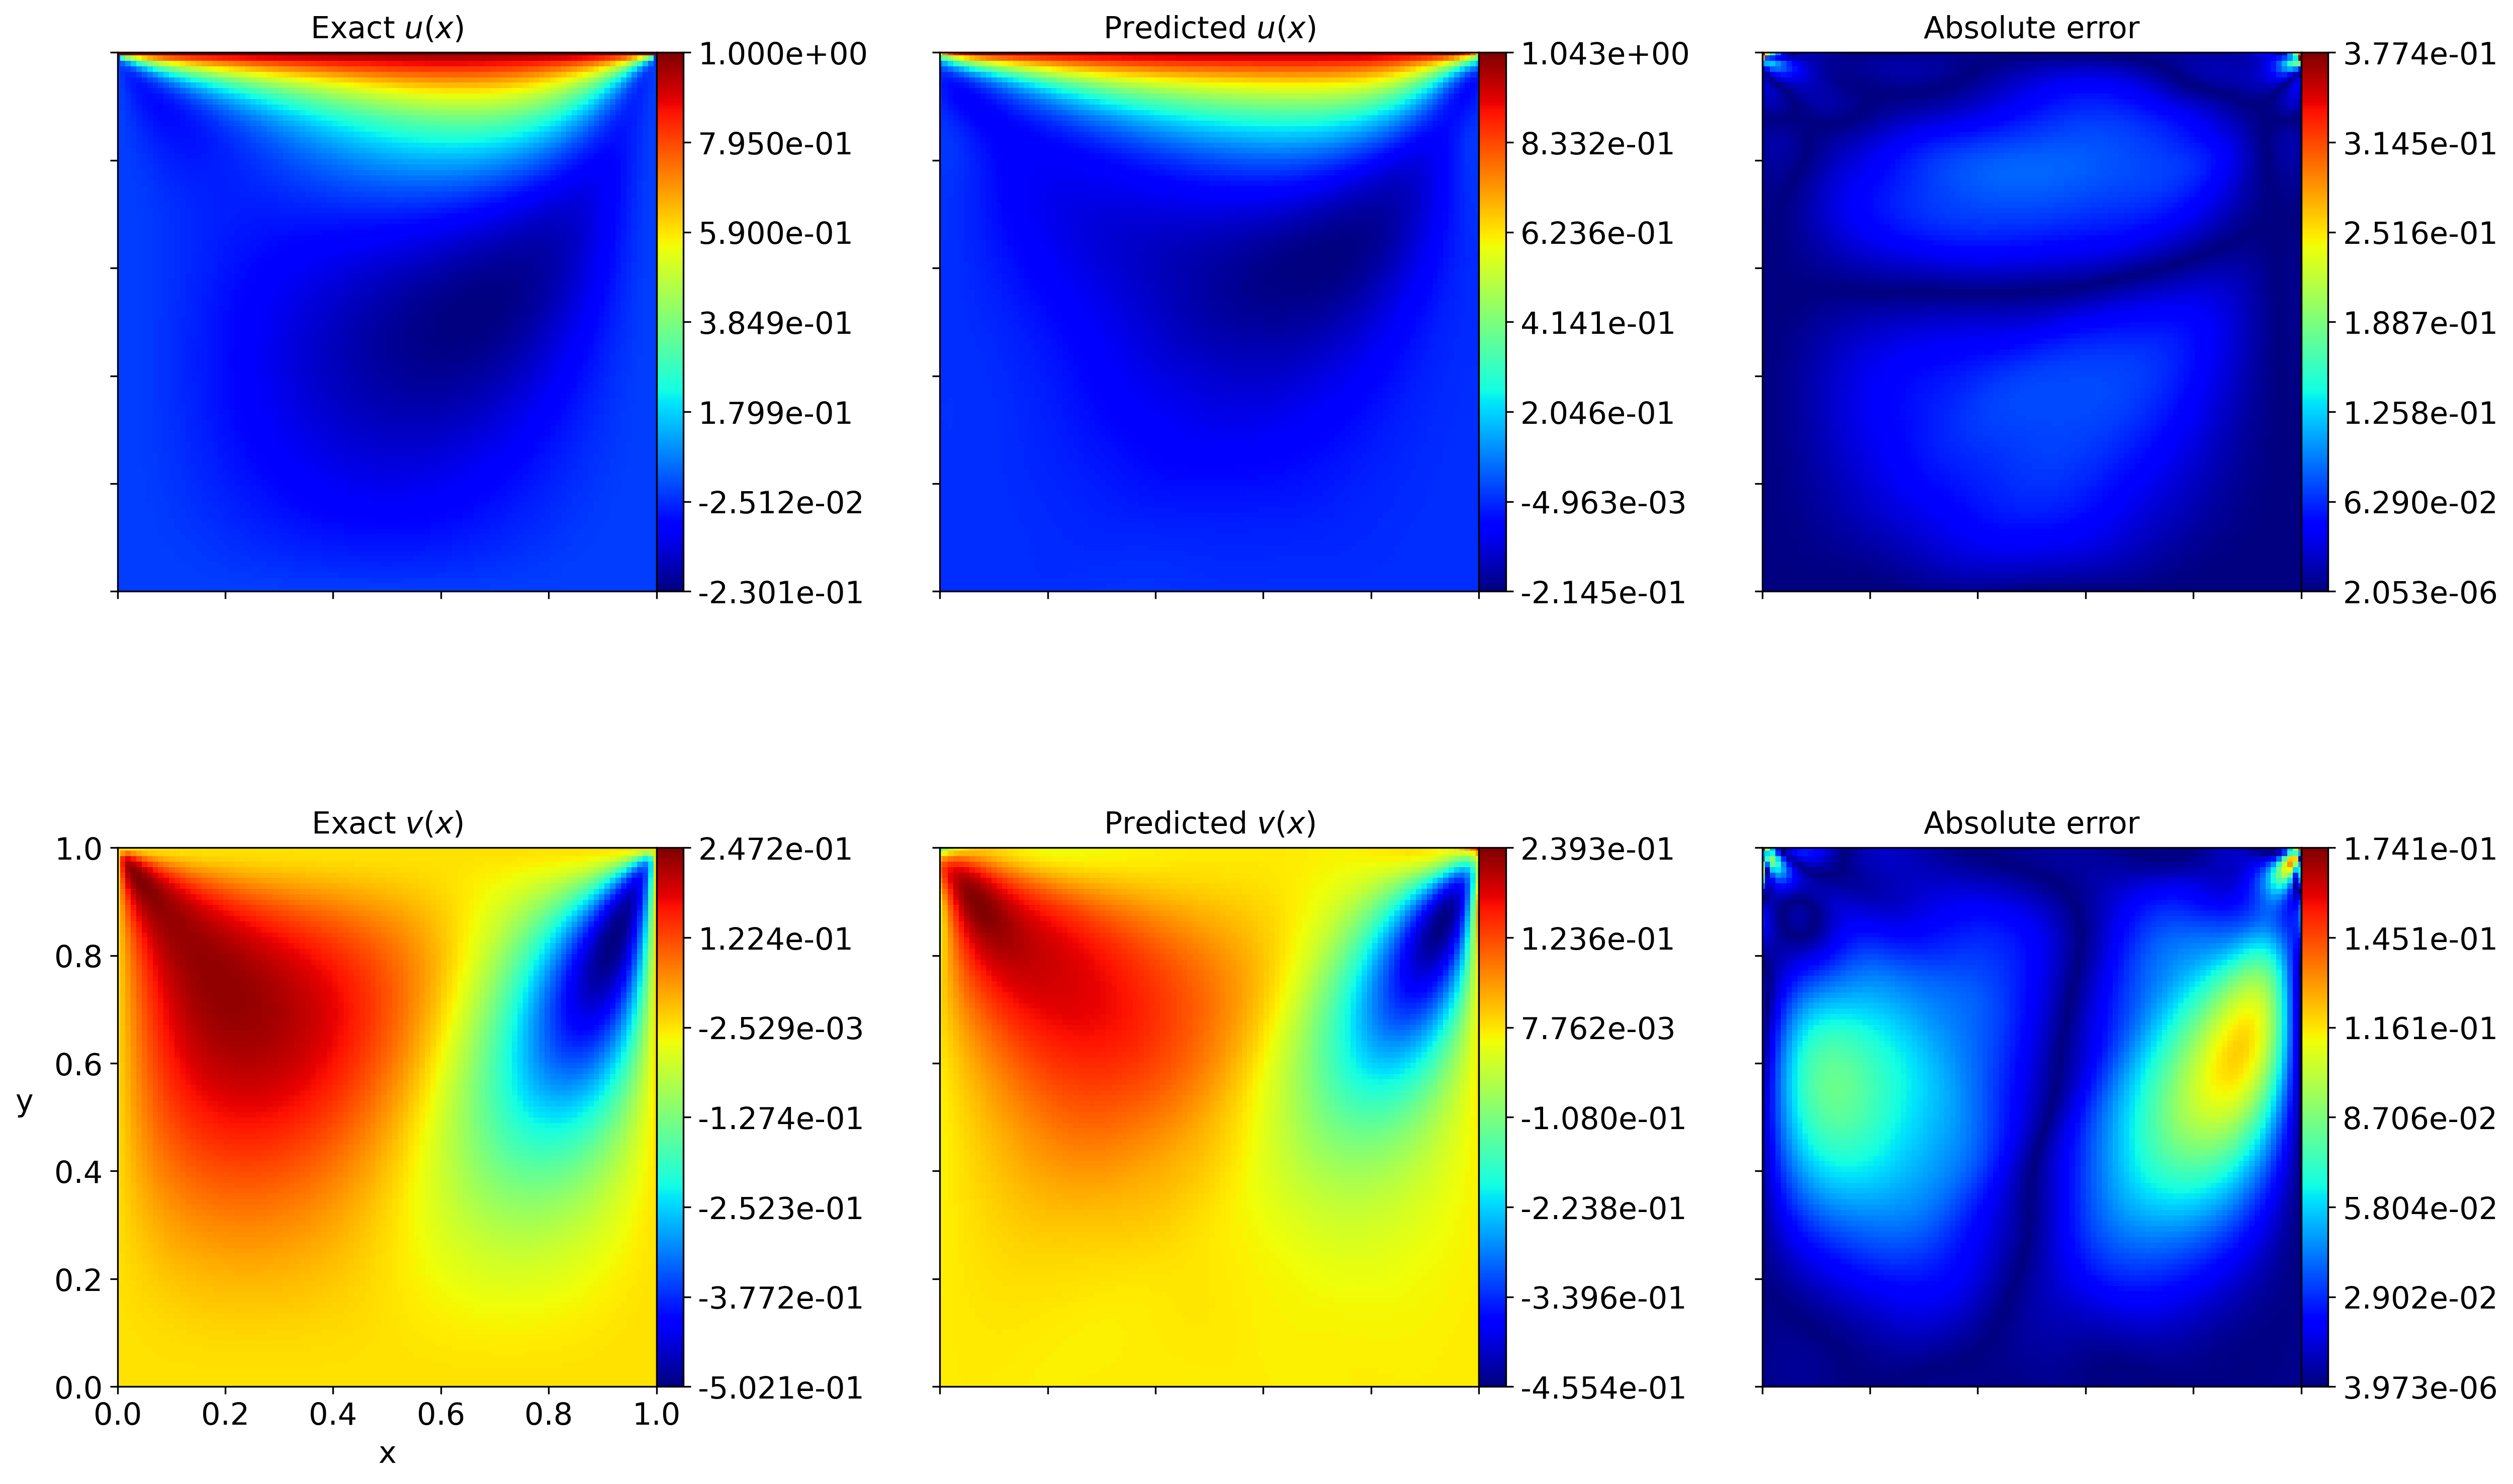 Exact u(x)
1.000e+00
7.950e-01
5.900e-01
3.849e-01
1.799e-01
-2.512e-02
-2.301e-01
Predicted u(x)
1.043e+00
8.332e-01
6.236e-01
4.141e-01
2.046e-01
-4.963e-03
-2.145e-01
Absolute error
3.774e-01
3.145e-01
2.516e-01
1.887e-01
1.258e-01
6.290e-02
2.053e-06
Exact v(x)
1.0
0.8
0.6
0.4
0.2
0.0
y
0.0 0.2 0.4 0.6 0.8 1.0
x
2.472e-01
1.224e-01
-2.529e-03
-1.274e-01
-2.523e-01
-3.772e-01
-5.021e-01
Predicted v(x)
2.393e-01
1.236e-01
7.762e-03
-1.080e-01
-2.238e-01
-3.396e-01
-4.554e-01
Absolute error
1.741e-01
1.451e-01
1.161e-01
8.706e-02
5.804e-02
2.902e-02
3.973e-06